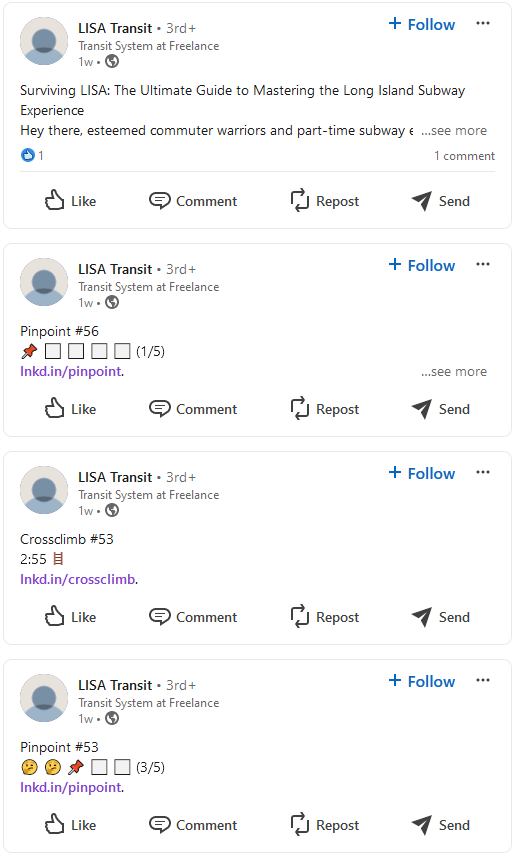 LISA Transit • 3rd+
+ Follow
Transit System at Freelance
1w •
Surviving LISA: The Ultimate Guide to Mastering the Long Island Subway
Experience
Hey there, esteemed commuter warriors and part-time subway e ...see more
1
1 comment
Like Comment Repost Send
LISA Transit • 3rd+
+ Follow
Transit System at Freelance
1w •
Pinpoint #56
📌 ⬜ ⬜ ⬜ ⬜ (1/5)
lnkd.in/pinpoint. ...see more
Like Comment Repost Send
LISA Transit • 3rd+
+ Follow
Transit System at Freelance
1w •
Crossclimb #53
2:55 🪜
lnkd.in/crossclimb.
Like Comment Repost Send
LISA Transit • 3rd+
+ Follow
Transit System at Freelance
1w •
Pinpoint #53
🤔 🤔 📌 ⬜ ⬜ (3/5)
lnkd.in/pinpoint.
Like Comment Repost Send